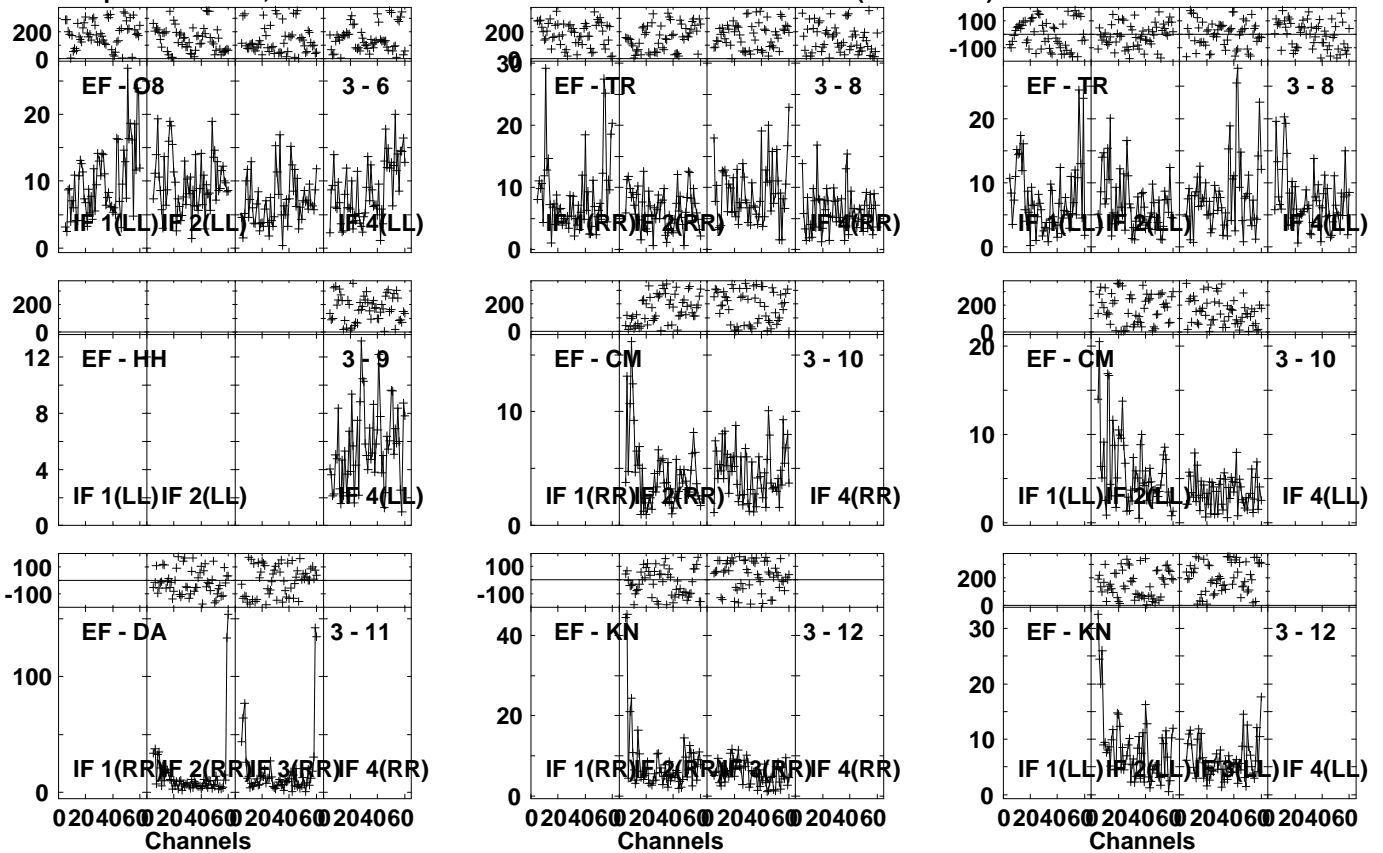 200
0
200
0
100
-100
EF - O8
3 - 6
20
10
0
IF 1(LL)
IF 2(LL)
IF 4(LL)
EF - TR
3 - 8
30
20
10
0
IF 1(RR)
IF 2(RR)
IF 4(RR)
EF - TR
3 - 8
20
10
0
IF 1(LL)
IF 2(LL)
IF 4(LL)
200
0
200
0
200
0
EF - HH
3 - 9
12
8
4
0
IF 1(LL)
IF 2(LL)
IF 4(LL)
EF - CM
3 - 10
10
0
IF 1(RR)
IF 2(RR)
IF 4(RR)
EF - CM
3 - 10
20
10
0
IF 1(LL)
IF 2(LL)
IF 4(LL)
100
-100
100
-100
200
0
EF - DA
3 - 11
100
0
IF 1(RR)
IF 2(RR)
IF 3(RR)
IF 4(RR)
EF - KN
3 - 12
40
20
0
IF 1(RR)
IF 2(RR)
IF 3(RR)
IF 4(RR)
EF - KN
3 - 12
30
20
10
0
IF 1(LL)
IF 2(LL)
IF 3(LL)
IF 4(LL)
0 20 40 60 0 20 40 60 0 20 40 60 0 20 40 60
0 20 40 60 0 20 40 60 0 20 40 60 0 20 40 60
0 20 40 60 0 20 40 60 0 20 40 60 0 20 40 60
Channels
Channels
Channels